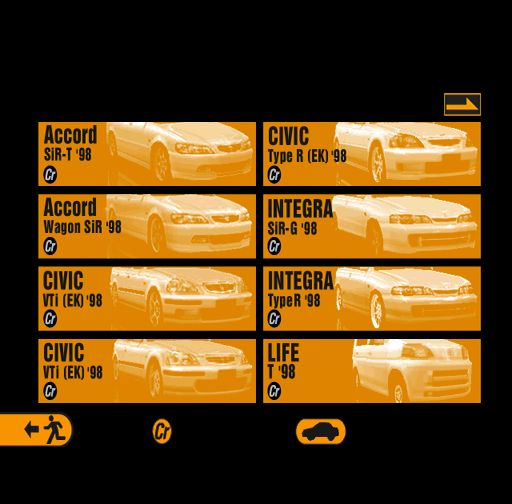 Accord
SiR-T '98
Cr
CIVIC
Type R (EK) '98
Cr
Accord
Wagon SiR '98
Cr
INTEGRA
SiR-G '98
Cr
CIVIC
VTi (EK) '98
Cr
INTEGRA
TypeR '98
Cr
CIVIC
VTi (EK) '98
Cr
LIFE
T '98
Cr
Cr